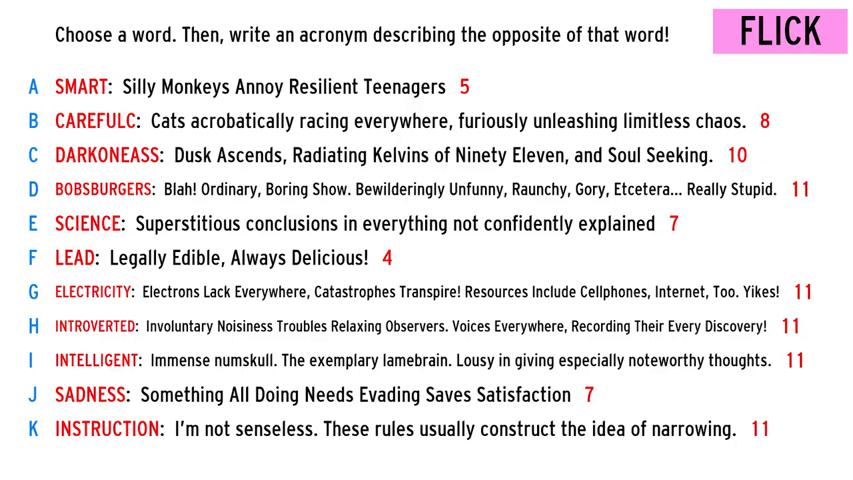 Choose a word. Then, write an acronym describing the opposite of that word!
FLICK
A SMART: Silly Monkeys Annoy Resilient Teenagers 5
B CAREFULC: Cats acrobatically racing everywhere, furiously unleashing limitless chaos. 8
C DARKONEASS: Dusk Ascends, Radiating Kelvins of Ninety Eleven, and Soul Seeking. 10
D BOBSBURGERS: Blah! Ordinary, Boring Show. Bewilderingly Unfunny, Raunchy, Gory, Etcetera... Really Stupid. 11
E SCIENCE: Superstitious conclusions in everything not confidently explained 7
F LEAD: Legally Edible, Always Delicious! 4
G ELECTRICITY: Electrons Lack Everywhere, Catastrophes Transpire! Resources Include Cellphones, Internet, Too. Yikes! 11
H INTROVERTED: Involuntary Noisiness Troubles Relaxing Observers. Voices Everywhere, Recording Their Every Discovery! 11
I INTELLIGENT: Immense numskull. The exemplary lamebrain. Lousy in giving especially noteworthy thoughts. 11
J SADNESS: Something All Doing Needs Evading Saves Satisfaction 7
K INSTRUCTION: I'm not senseless. These rules usually construct the idea of narrowing. 11